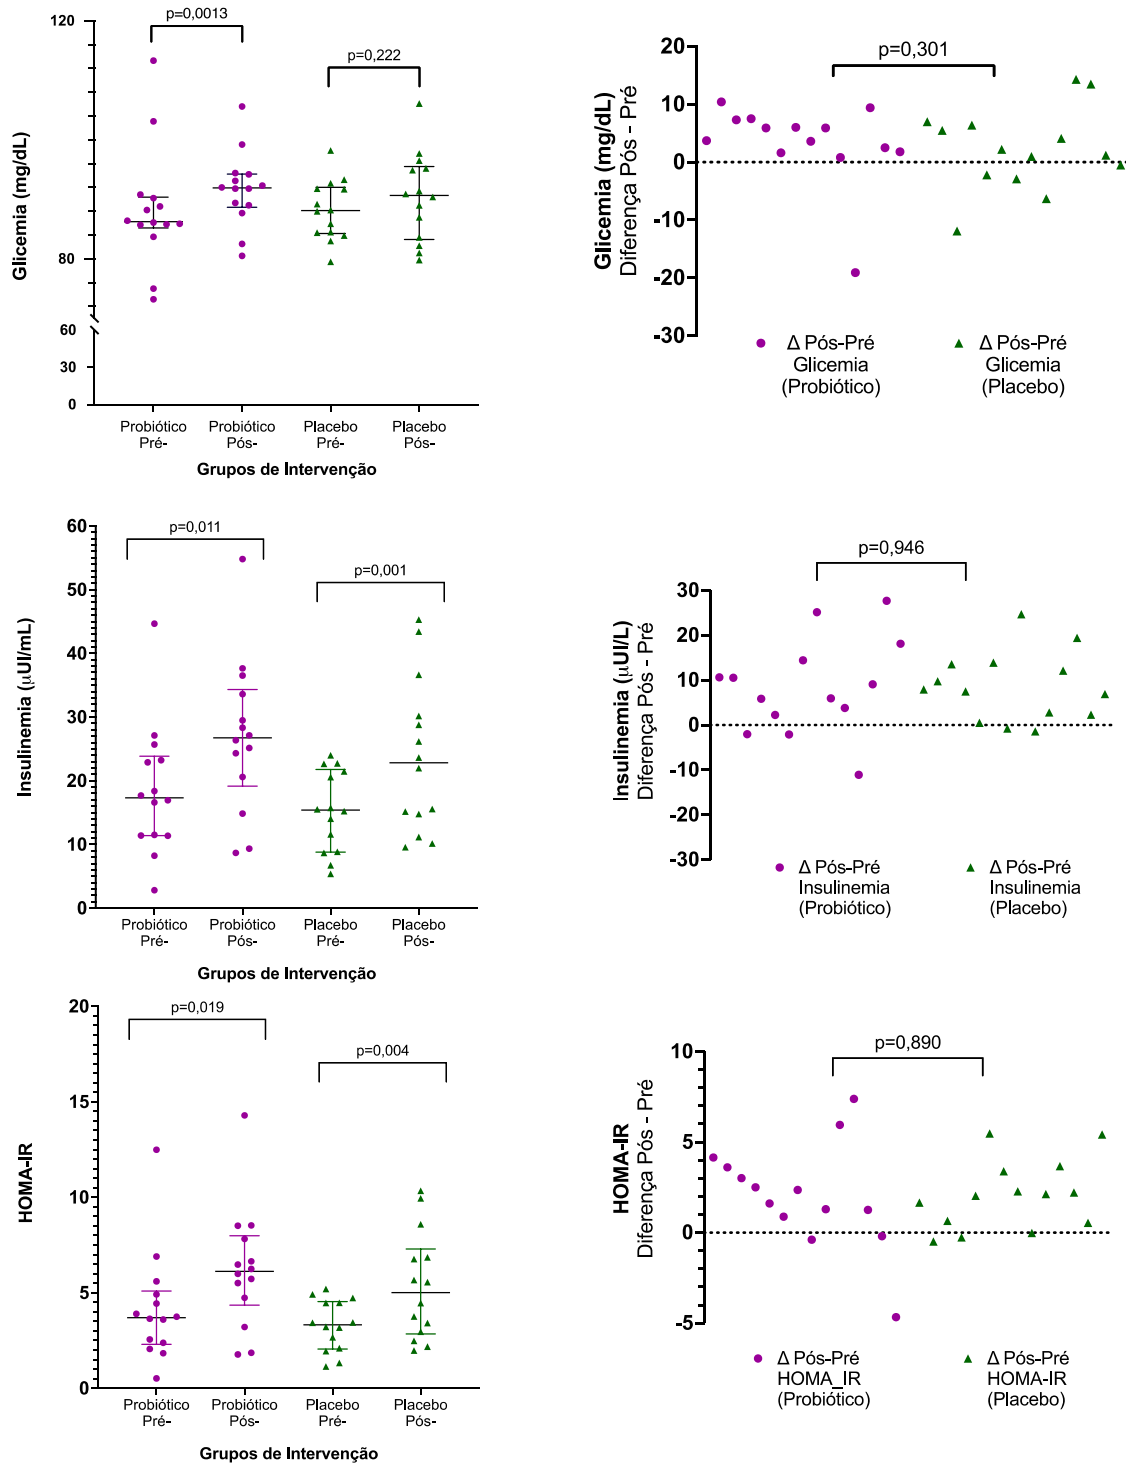 p=0,0013
p=0,222
120
80
60
30
0
Glicemia (mg/dL)
Probiótico
Pré-
Probiótico
Pós-
Placebo
Pré-
Placebo
Pós-
Grupos de Intervenção
p=0,301
20
10
0
-10
-20
-30
Glicemia (mg/dL)
Diferença Pós - Pré
Δ Pós-Pré
Glicemia
(Probiótico)
Δ Pós-Pré
Glicemia
(Placebo)
p=0,011
p=0,001
60
50
40
30
20
10
0
Insulinemia (μUI/mL)
Probiótico
Pré-
Probiótico
Pós-
Placebo
Pré-
Placebo
Pós-
Grupos de Intervenção
p=0,946
30
20
10
0
-10
-20
-30
Insulinemia (μUI/L)
Diferença Pós - Pré
Δ Pós-Pré
Insulinemia
(Probiótico)
Δ Pós-Pré
Insulinemia
(Placebo)
p=0,019
p=0,004
20
15
10
5
0
HOMA-IR
Probiótico
Pré-
Probiótico
Pós-
Placebo
Pré-
Placebo
Pós-
Grupos de Intervenção
p=0,890
10
5
0
-5
HOMA-IR
Diferença Pós - Pré
Δ Pós-Pré
HOMA_IR
(Probiótico)
Δ Pós-Pré
HOMA-IR
(Placebo)